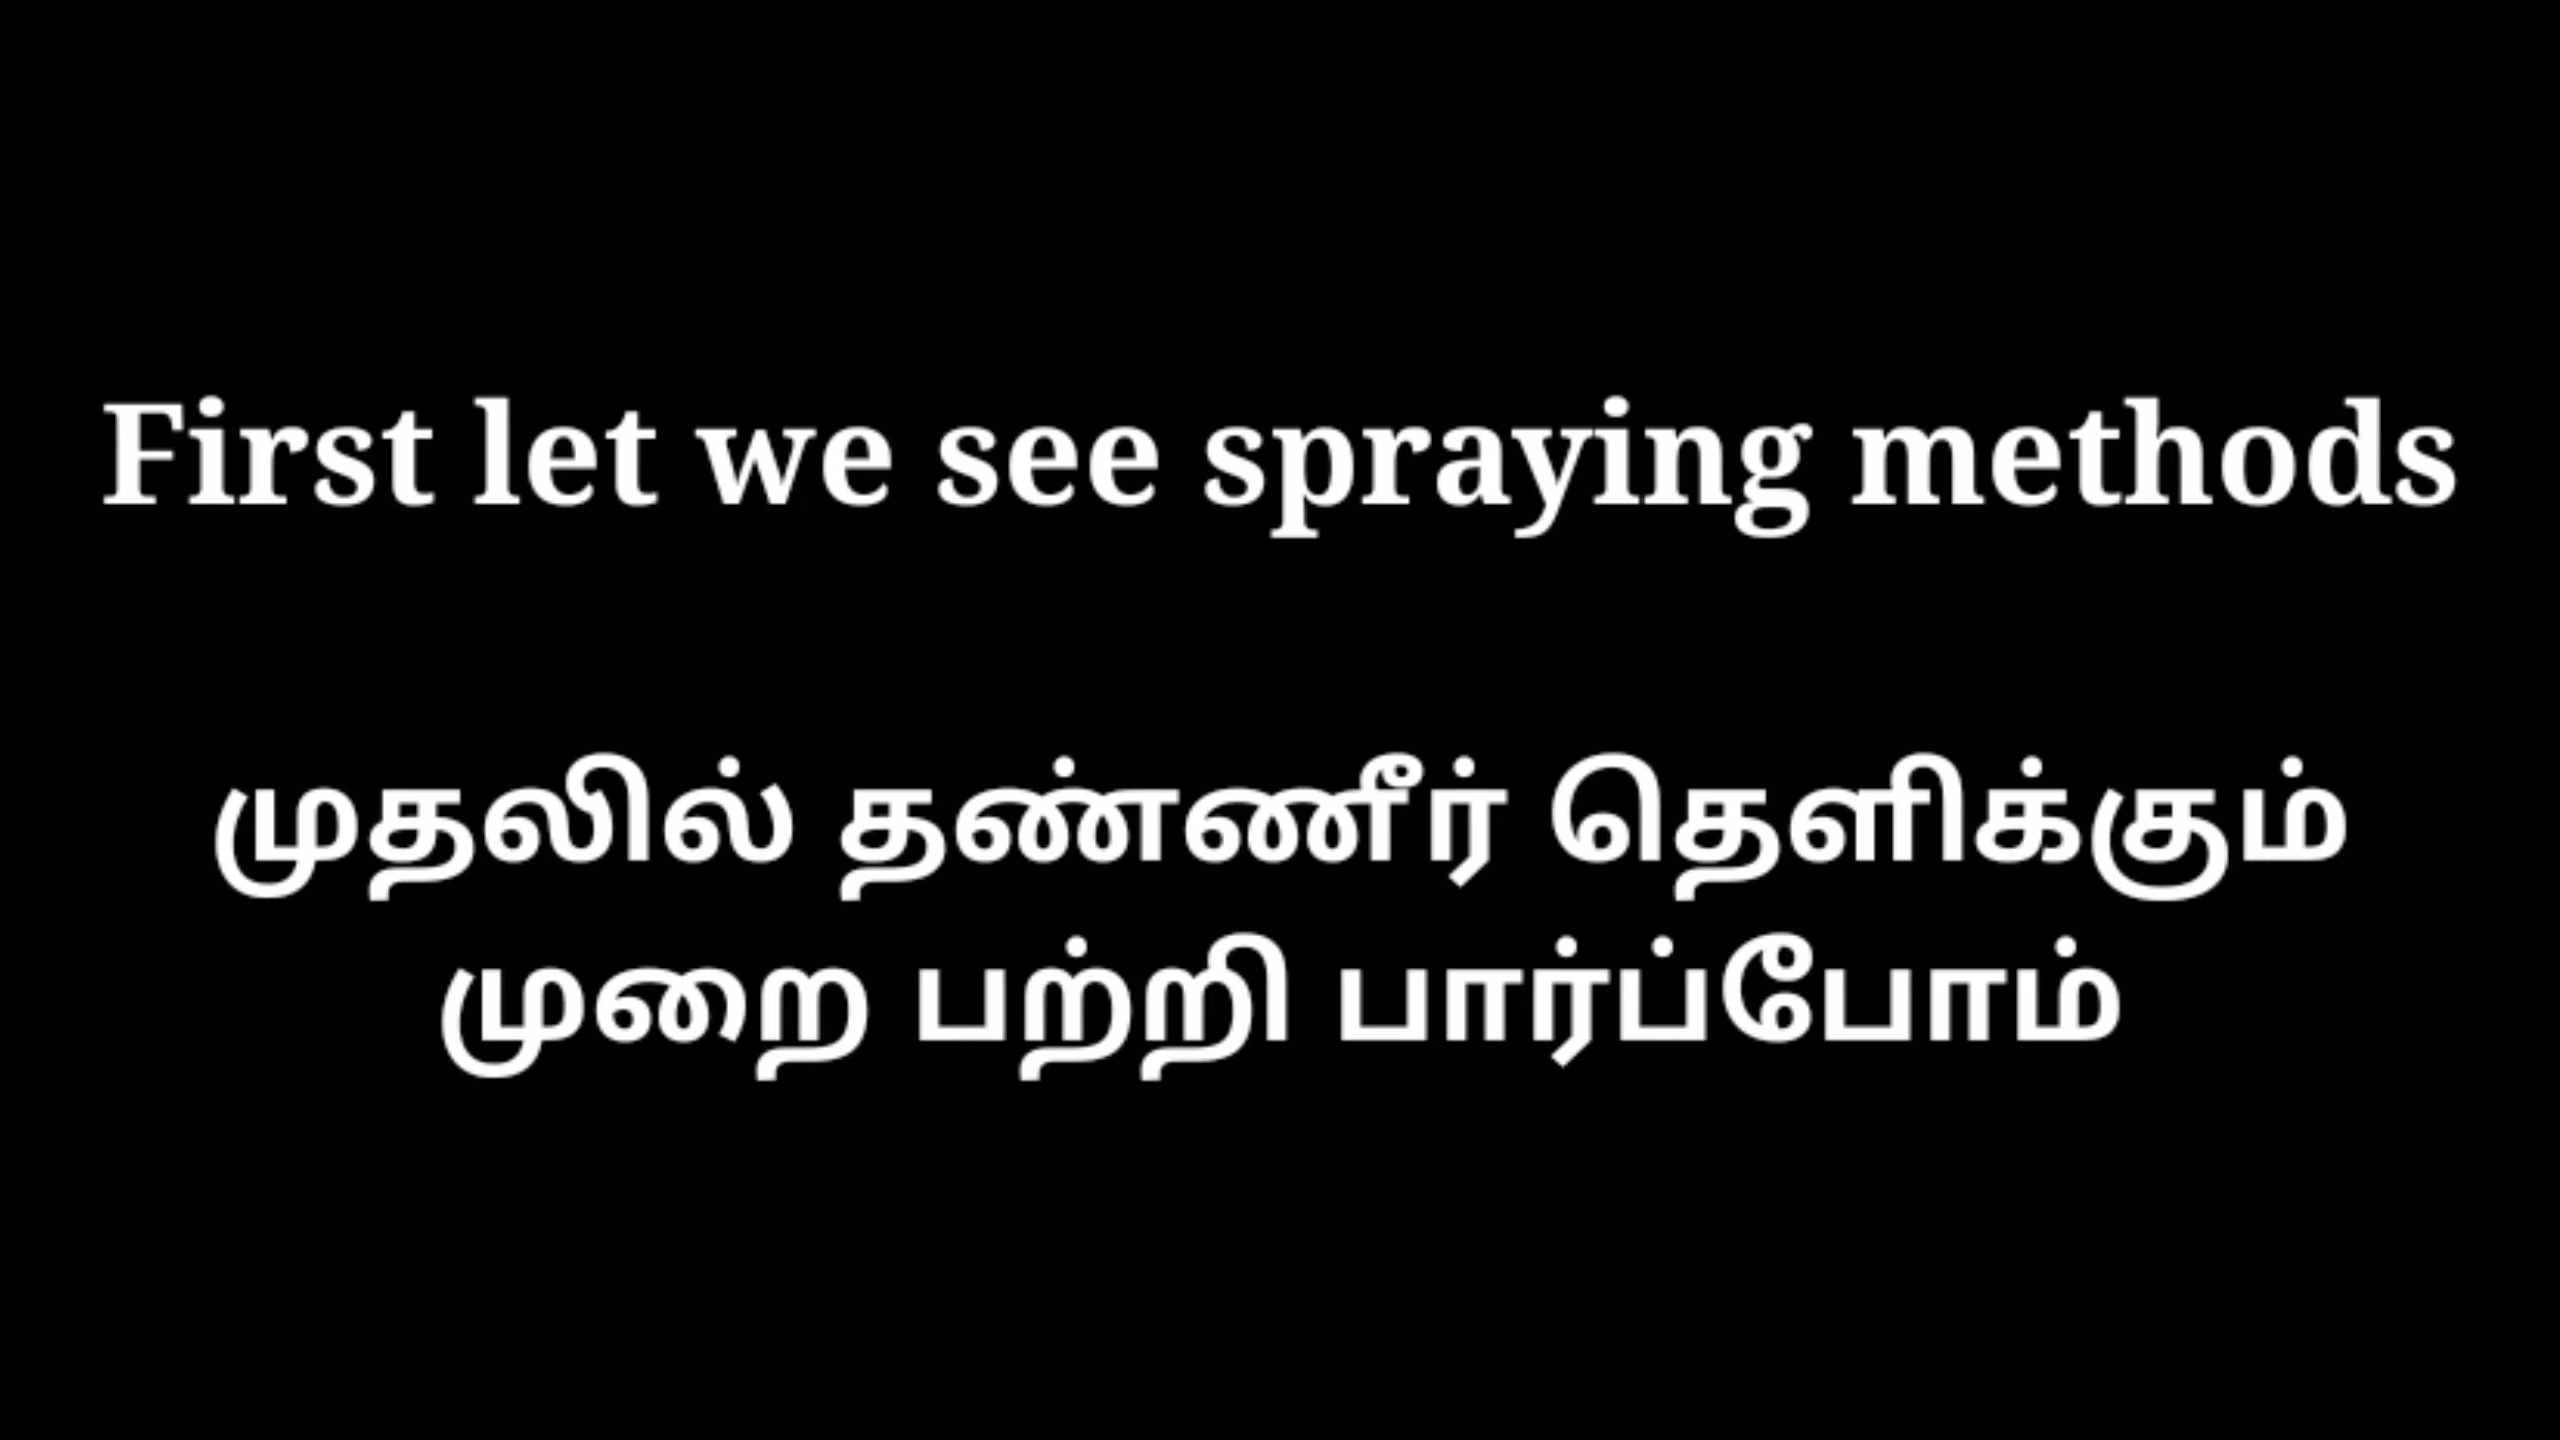 First let we see spraying methods
முதலில் தண்ணீர் தெளிக்கும்
முறை பற்றி பார்ப்போம்